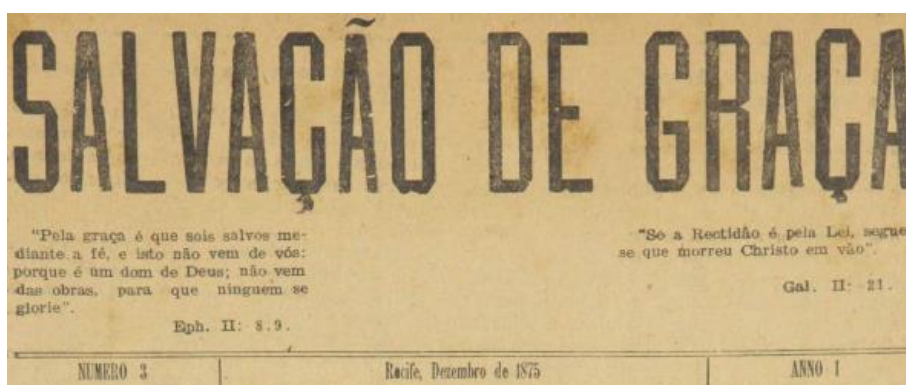 SALVAÇÃO DE GRAÇA
"Pela graça é que sois salvos me-
diante a fé, e isto não vem de vós:
porque é um dom de Deus; não vem
das obras, para que ninguem se
glorie".
Eph. II: 8.9.
"Se a Rectidão é pela Lei, segue
se que morreu Christo em vão".
Gal. II: 21.
NUMERO 3
Recife, Dezembro de 1875
ANNO 1